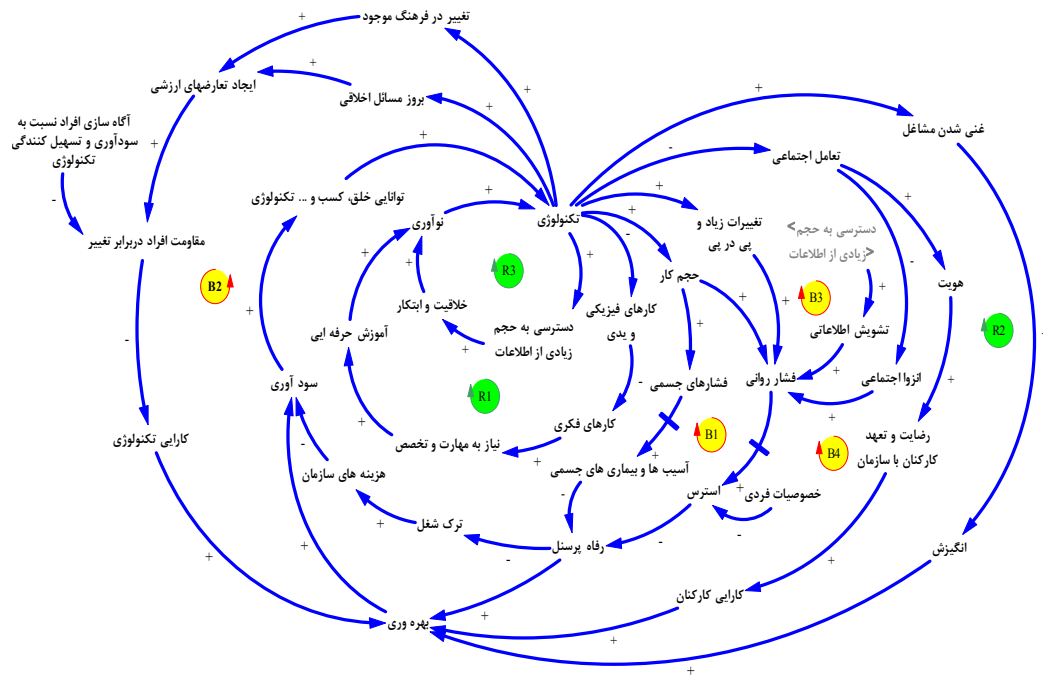 تغییر در فرهنگ موجود
ایجاد تعارضهای ارزشی
بروز مسائل اخلاقی
غنی شدن مشاغل
آگاه سازی افراد نسبت به
سودآوری و تسهیل کنندگی
تکنولوژی
تعامل اجتماعی
توانایی خلق، کسب و ... تکنولوژی
نوآوری
تکنولوژی
تغییرات زیاد و
پی در پی
<دسترسی به حجم
زیادی از اطلاعات>
مقاومت افراد دربرابر تغییر
B2
R3
حجم کار
B3
هویت
خلاقیت و ابتکار
کارهای فیزیکی
و یدی
دسترسی به حجم
زیادی از اطلاعات
آموزش حرفه ایی
تشویش اطلاعاتی
R2
سود آوری
R1
فشارهای جسمی
فشار روانی
انزوا اجتماعی
کارایی تکنولوژی
نیاز به مهارت و تخصص
کارهای فکری
B1
B4
رضایت و تعهد
کارکنان با سازمان
هزینه های سازمان
آسیب ها و بیماری های جسمی
استرس
خصوصیات فردی
ترک شغل
رفاه پرسنل
انگیزش
کارایی کارکنان
بهره وری